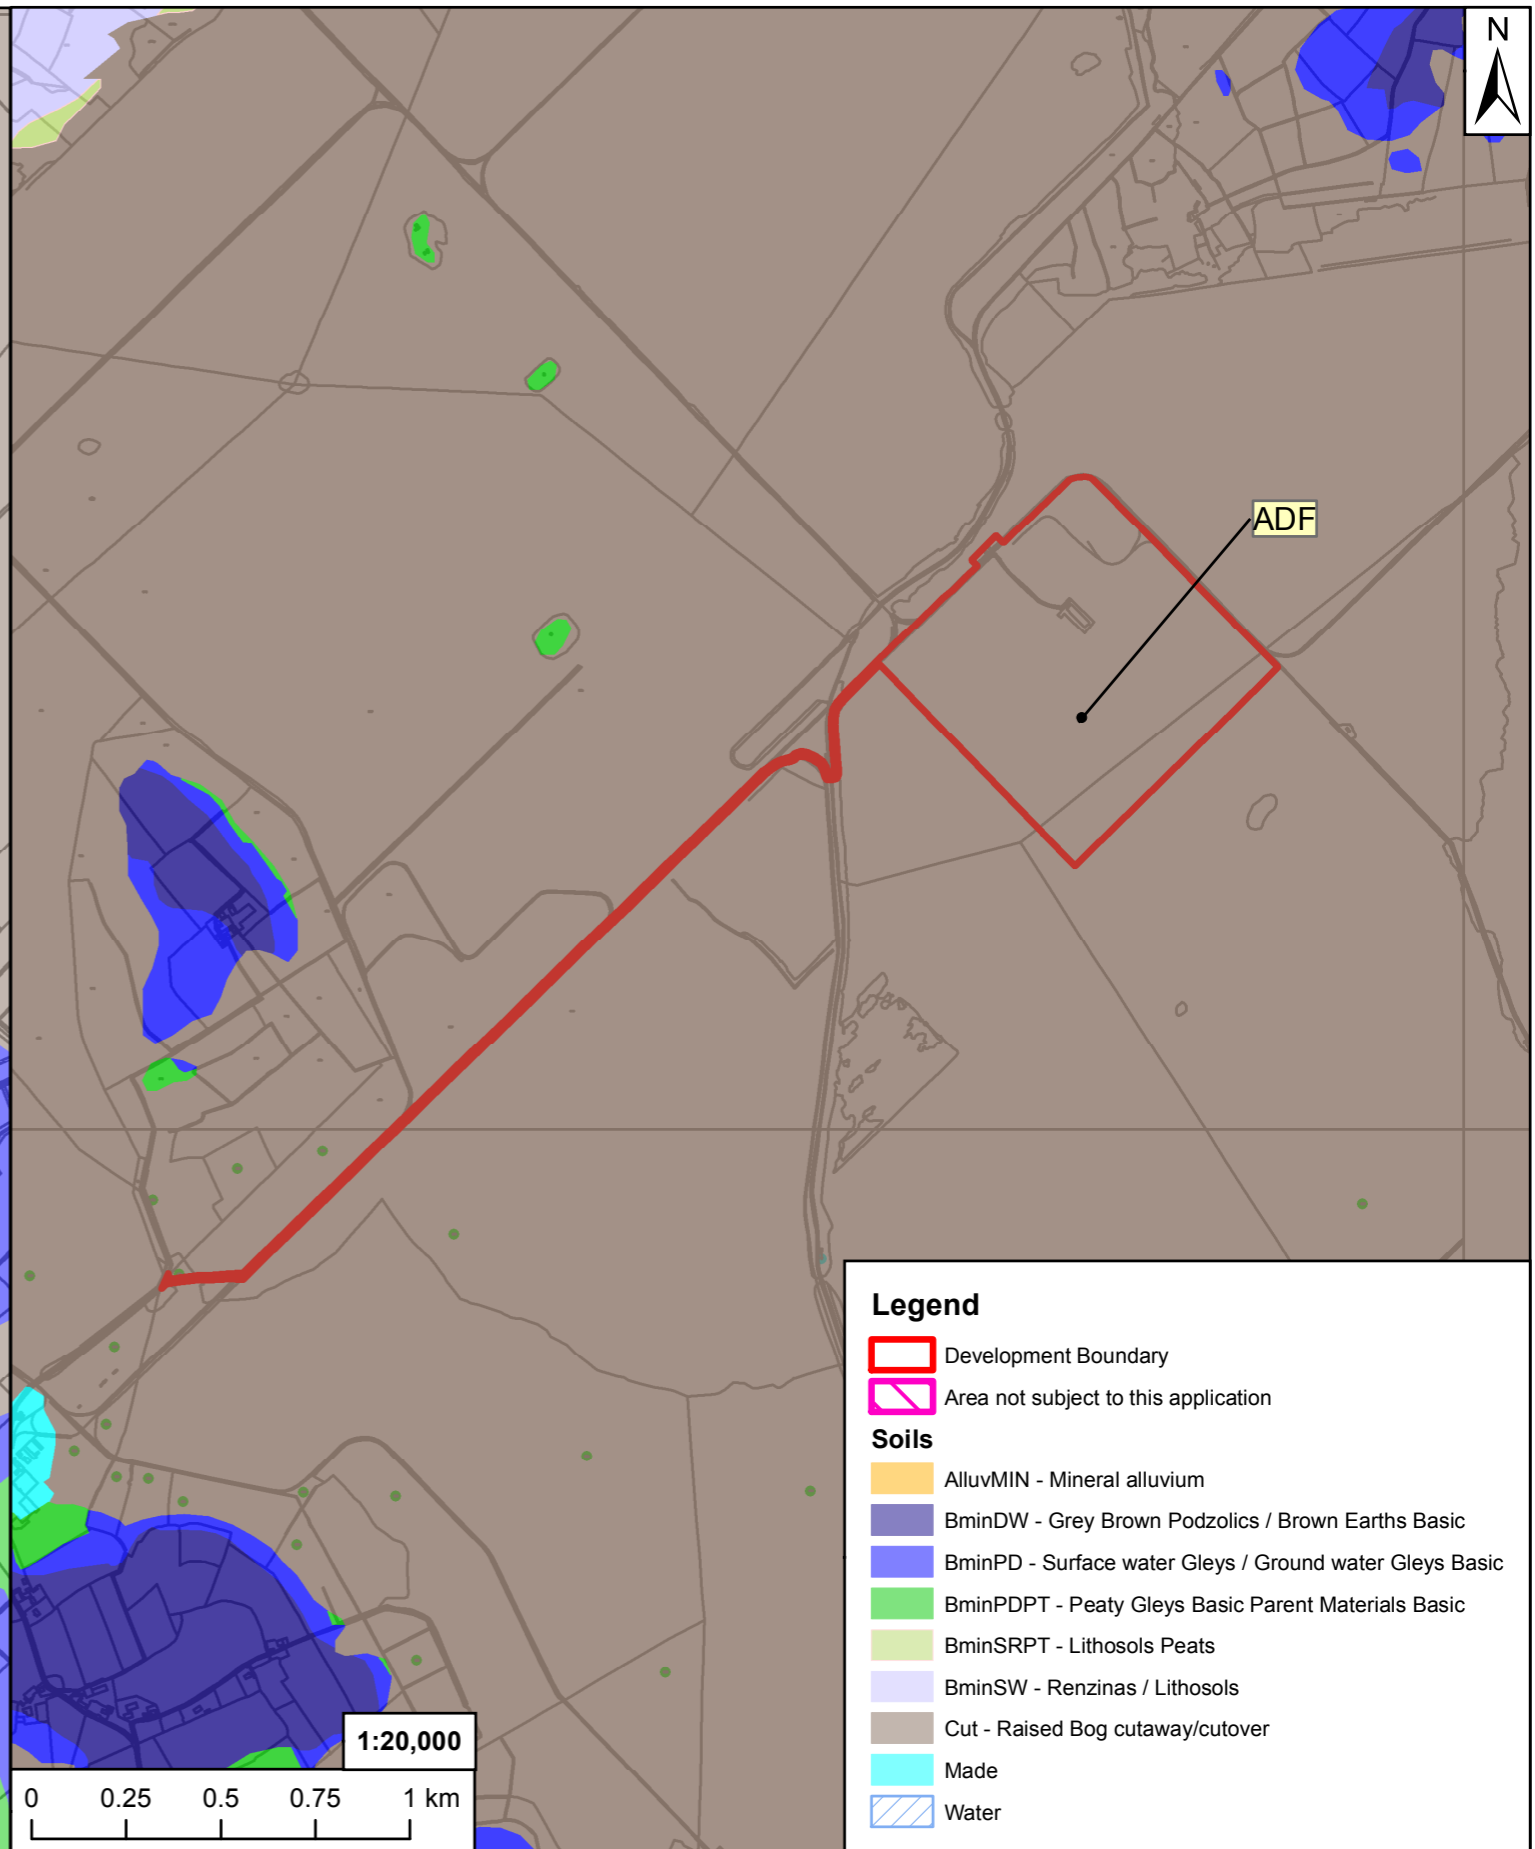 N
ADF
Legend
Development Boundary
Area not subject to this application
Soils
AlluvMIN - Mineral alluvium
BminDW - Grey Brown Podzolics / Brown Earths Basic
BminPD - Surface water Gleys / Ground water Gleys Basic
BminPDPT - Peaty Gleys Basic Parent Materials Basic
BminSRPT - Lithosols Peats
BminSW - Renzinas / Lithosols
Cut - Raised Bog cutaway/cutover
Made
Water
1:20,000
0 0.25 0.5 0.75 1 km